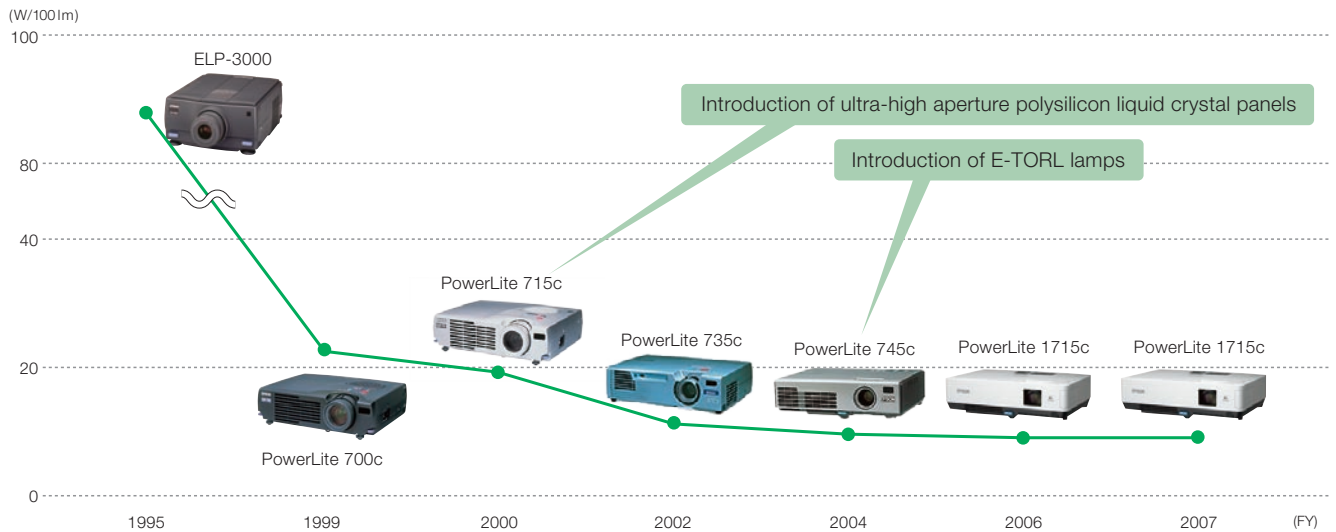 (W/100 lm)
100
ELP-3000
Introduction of ultra-high aperture polysilicon liquid crystal panels
80
Introduction of E-TORL lamps
40
PowerLite 715c
PowerLite 735c
PowerLite 745c
PowerLite 1715c
PowerLite 1715c
20
PowerLite 700c
0
1995
1999
2000
2002
2004
2006
2007
(FY)